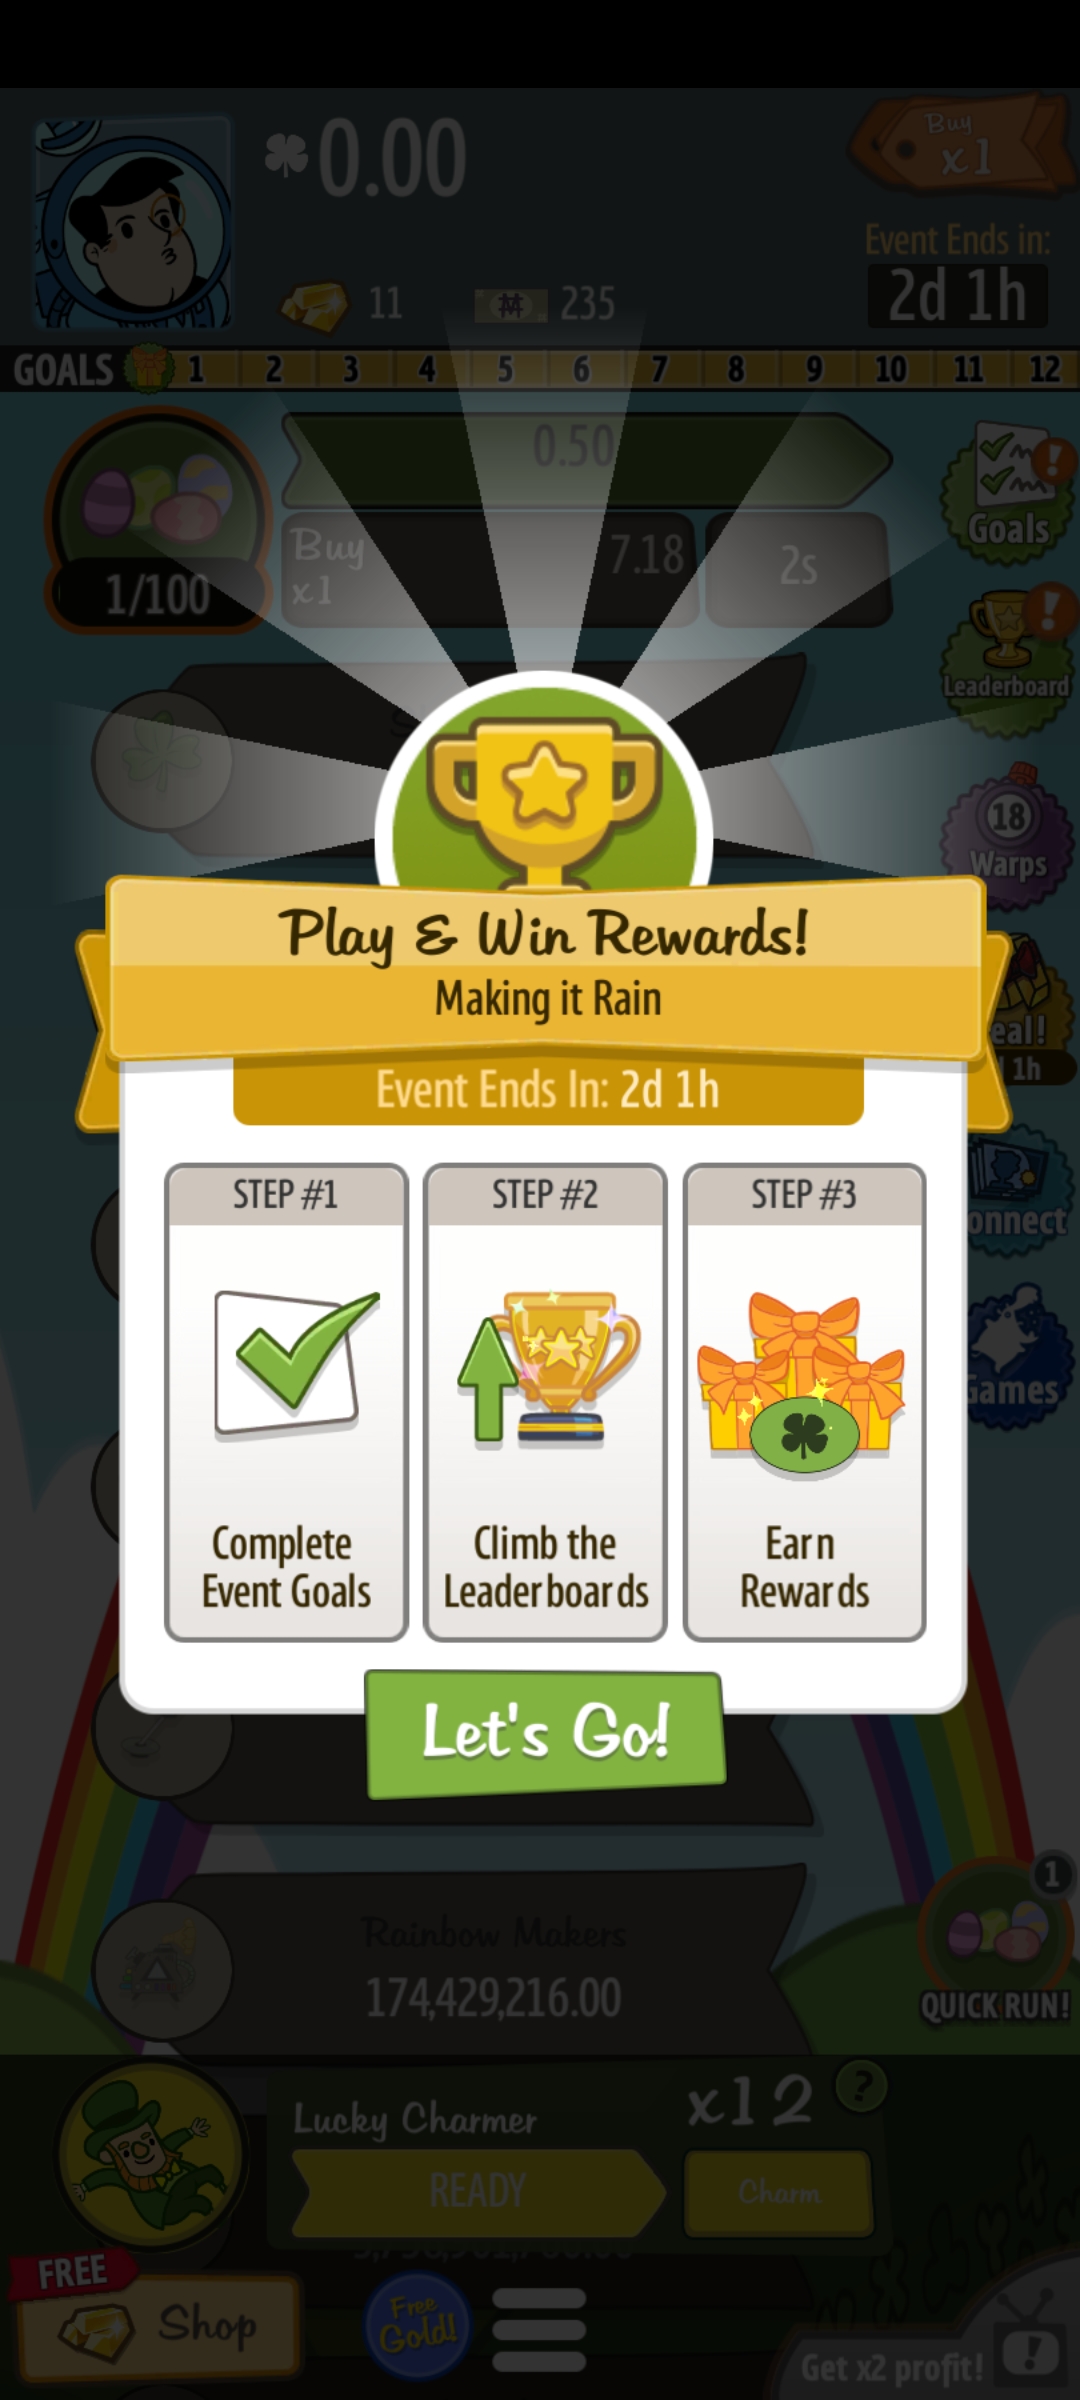 0.00
Buy
x1
Event Ends in:
2d 1h
11
235
GOALS 1 2 3 4 5 6 7 8 9 10 11 12
0.50
Buy
x1
7.18
2s
1/100
Goals
Leaderboard
18
Warps
Play & Win Rewards!
Making it Rain
eal!
1h
Event Ends In: 2d 1h
STEP #1
STEP #2
STEP #3
onnect
Games
Complete
Event Goals
Climb the
Leaderboards
Earn
Rewards
Let's Go!
1
Rainbow Makers
174,429,216.00
QUICK RUN!
Lucky Charmer
x12
?
READY
Charm
FREE
Shop
Free
Gold!
Get x2 profit!